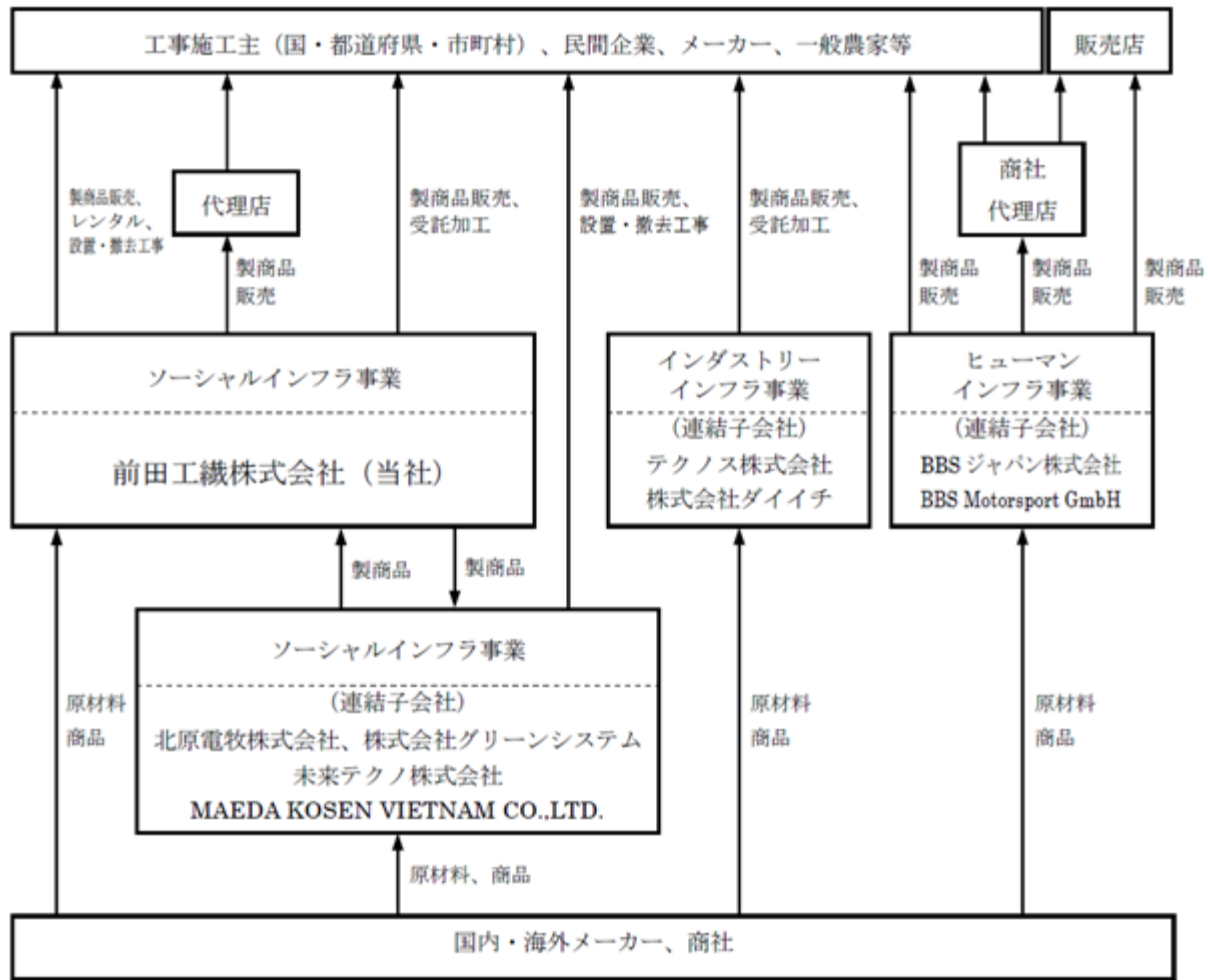 工事施工主（国・都道府県・市町村）、民間企業、メーカー、一般農家等
販売店
製商品販売、
レンタル、
設置・撤去工事
代理店
製商品
販売
製商品販売、
受託加工
製商品販売、
設置・撤去工事
製商品販売、
受託加工
商社
代理店
製商品
販売
製商品
販売
製商品
販売
ソーシャルインフラ事業
前田工繊株式会社（当社）
インダストリー
インフラ事業
(連結子会社)
テクノス株式会社
株式会社ダイイチ
ヒューマン
インフラ事業
(連結子会社)
BBSジャパン株式会社
BBS Motorsport GmbH
製商品
製商品
ソーシャルインフラ事業
(連結子会社)
北原電牧株式会社、株式会社グリーンシステム
未来テクノ株式会社
MAEDA KOSEN VIETNAM CO.,LTD.
原材料
商品
原材料、商品
原材料
商品
原材料
商品
国内・海外メーカー、商社